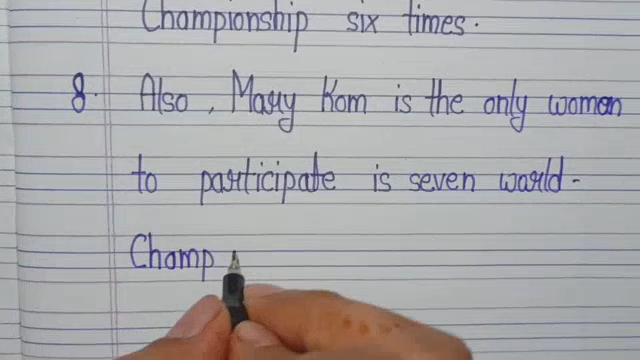 Championship six times.
8. Also, Mary Kom is the only woman
to participate is seven world-
Champ